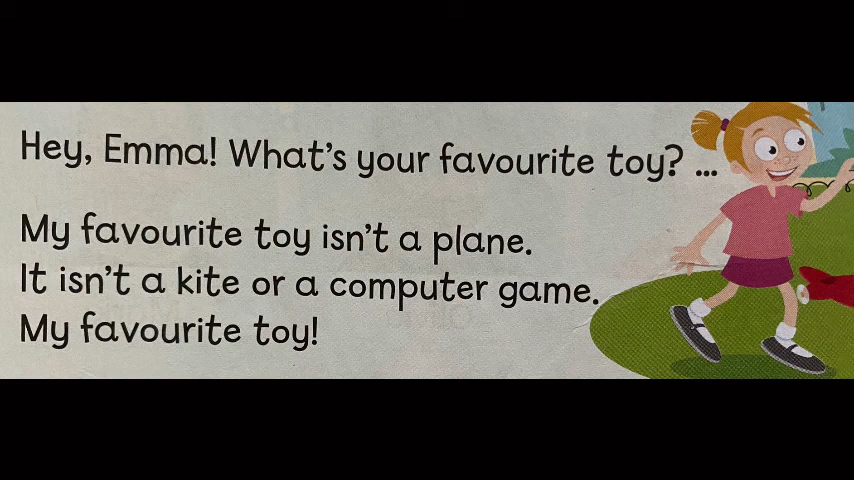 Hey, Emma! What's your favourite toy? ...
My favourite toy isn't a plane.
It isn't a kite or a computer game.
My favourite toy!